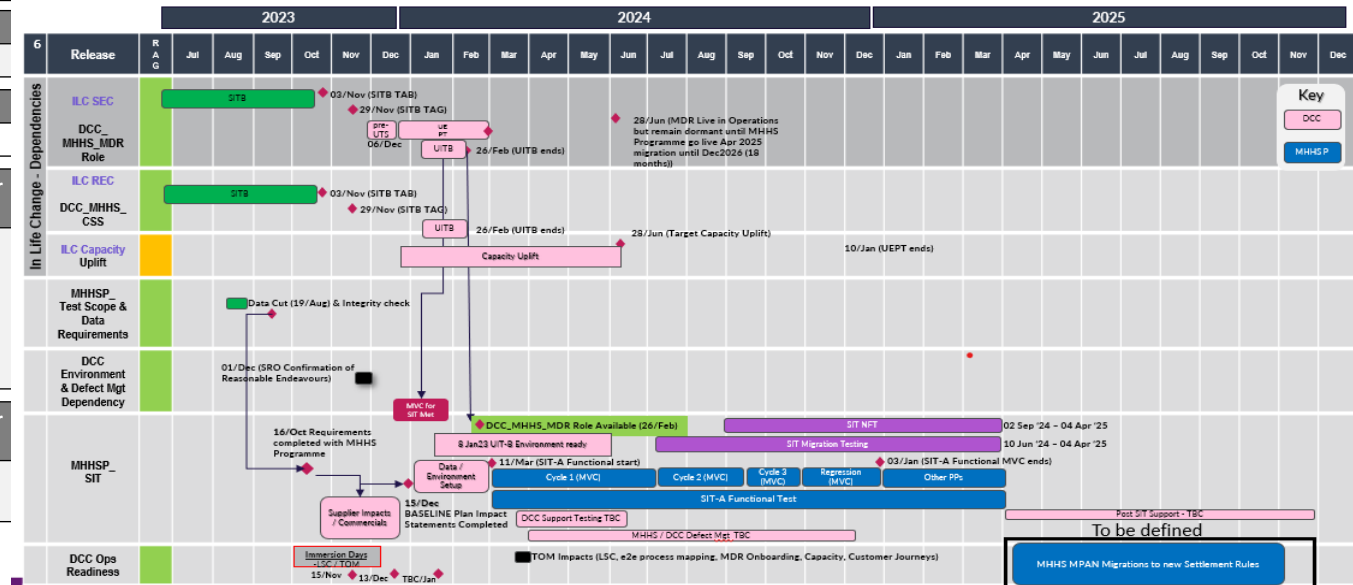 2023 2024 2025
6 Release R A G Jul Aug Sep Oct Nov Dec Jan Feb Mar Apr May Jun Jul Aug Sep Oct Nov Dec Jan Feb Mar Apr May Jun Jul Aug Sep Oct Nov Dec
In Life Change - Dependencies
ILC SEC
DCC_
MHHS_MDR
Role
SITB
03/Nov (SITB TAB)
29/Nov (SITB TAG)
pre-
UTS
06/Dec
UE
PT
UITB
26/Feb (UITB ends)
28/Jun (MDR Live in Operations
but remain dormant until MHHS
Programme go live Apr 2025
migration until Dec2026 (18
months))
Key
DCC
MHHSP
ILC REC
DCC_MHHS_
CSS
SITB
03/Nov (SITB TAB)
29/Nov (SITB TAG)
UITB
26/Feb (UITB ends)
ILC Capacity
Uplift
Capacity Uplift
28/Jun (Target Capacity Uplift)
10/Jan (UEPT ends)
MHHSP_
Test Scope &
Data
Requirements
Data Cut (19/Aug) & Integrity check
DCC
Environment
& Defect Mgt
Dependency
01/Dec (SRO Confirmation of
Reasonable Endeavours)
MVC for
SIT Met
MHHSP_
SIT
16/Oct Requirements
completed with MHHS
Programme
DCC_MHHS_MDR Role Available (26/Feb)
8 Jan23 UIT-B Environment ready
SIT NFT
02 Sep '24 – 04 Apr '25
SIT Migration Testing
10 Jun '24 – 04 Apr '25
Data /
Environment
Setup
11/Mar (SIT-A Functional start)
03/Jan (SIT-A Functional MVC ends)
Cycle 1 (MVC)
Cycle 2 (MVC)
Cycle 3
(MVC)
Regression
(MVC)
Other PPs
SIT-A Functional Test
Supplier Impacts
/ Commercials
15/Dec
BASELINE Plan Impact
Statements Completed
DCC Support Testing TBC
MHHS / DCC Defect Mgt TBC
Post SIT Support - TBC
To be defined
DCC Ops
Readiness
Immersion Days
-LSC / TOM
15/Nov 13/Dec TBC/Jan
TOM Impacts (LSC, e2e process mapping, MDR Onboarding, Capacity, Customer Journeys)
MHHS MPAN Migrations to new Settlement Rules